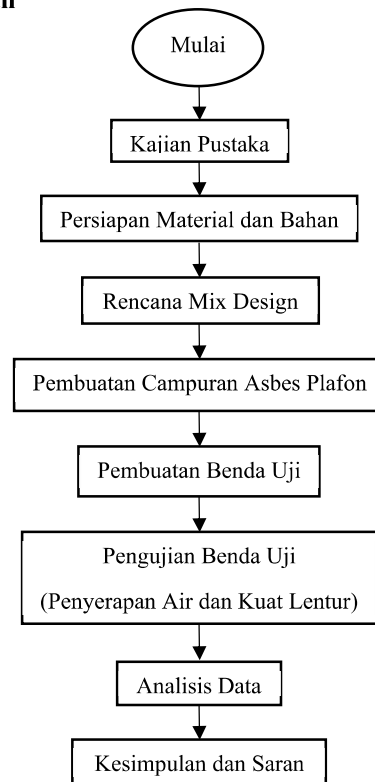 Mulai
Kajian Pustaka
Persiapan Material dan Bahan
Rencana Mix Design
Pembuatan Campuran Asbes Plafon
Pembuatan Benda Uji
Pengujian Benda Uji
(Penyerapan Air dan Kuat Lentur)
Analisis Data
Kesimpulan dan Saran